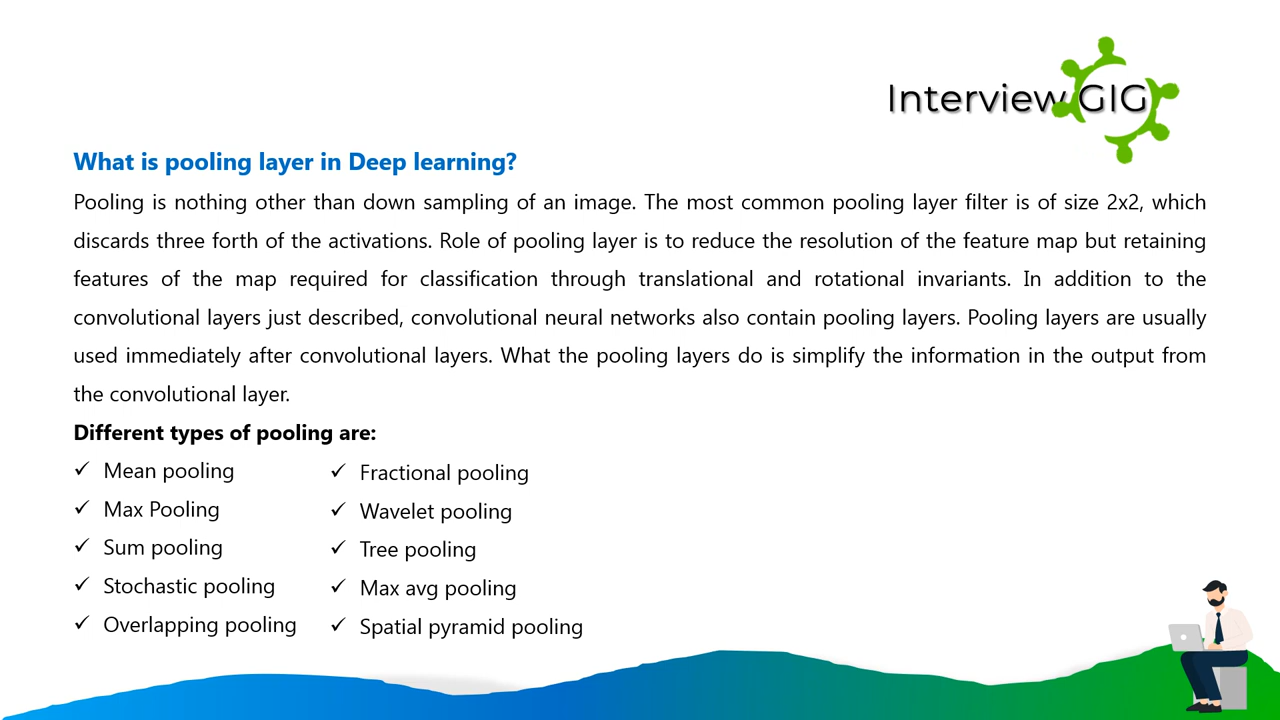 Interview GIG
What is pooling layer in Deep learning?
Pooling is nothing other than down sampling of an image. The most common pooling layer filter is of size 2x2, which
discards three forth of the activations. Role of pooling layer is to reduce the resolution of the feature map but retaining
features of the map required for classification through translational and rotational invariants. In addition to the
convolutional layers just described, convolutional neural networks also contain pooling layers. Pooling layers are usually
used immediately after convolutional layers. What the pooling layers do is simplify the information in the output from
the convolutional layer.
Different types of pooling are:
✓ Mean pooling
✓ Max Pooling
✓ Sum pooling
✓ Stochastic pooling
✓ Overlapping pooling
✓ Fractional pooling
✓ Wavelet pooling
✓ Tree pooling
✓ Max avg pooling
✓ Spatial pyramid pooling